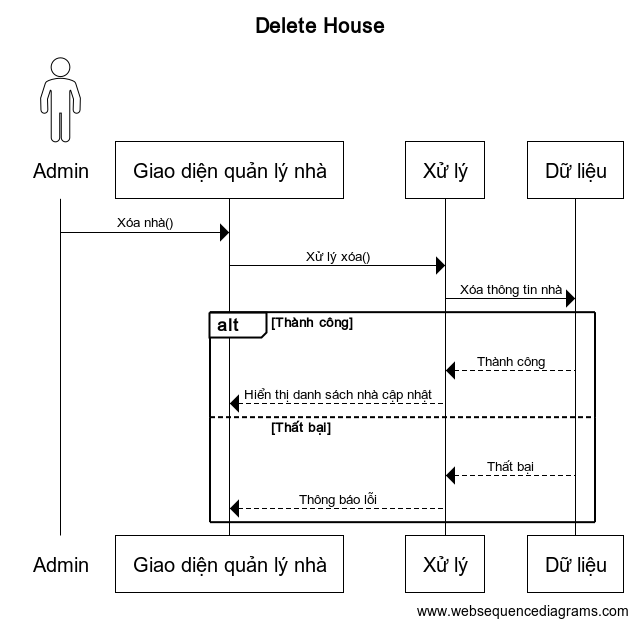 Delete House
Admin
Giao diện quản lý nhà
Xử lý
Dữ liệu
Xóa nhà()
Xử lý xóa()
Xóa thông tin nhà
alt
[Thành công]
Thành công
Hiển thị danh sách nhà cập nhật
[Thất bại]
Thất bại
Thông báo lỗi
Admin
Giao diện quản lý nhà
Xử lý
Dữ liệu
www.websequencediagrams.com